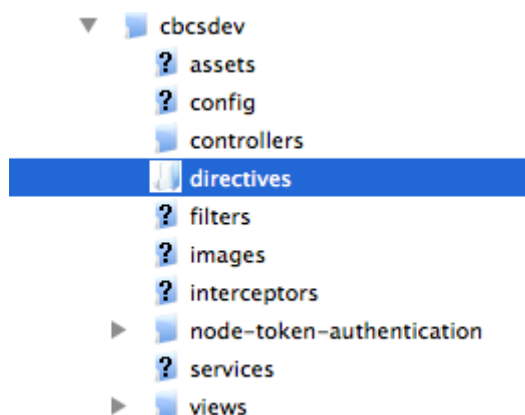 cbcsdev
assets
config
controllers
directives
filters
images
interceptors
node-token-authentication
services
views